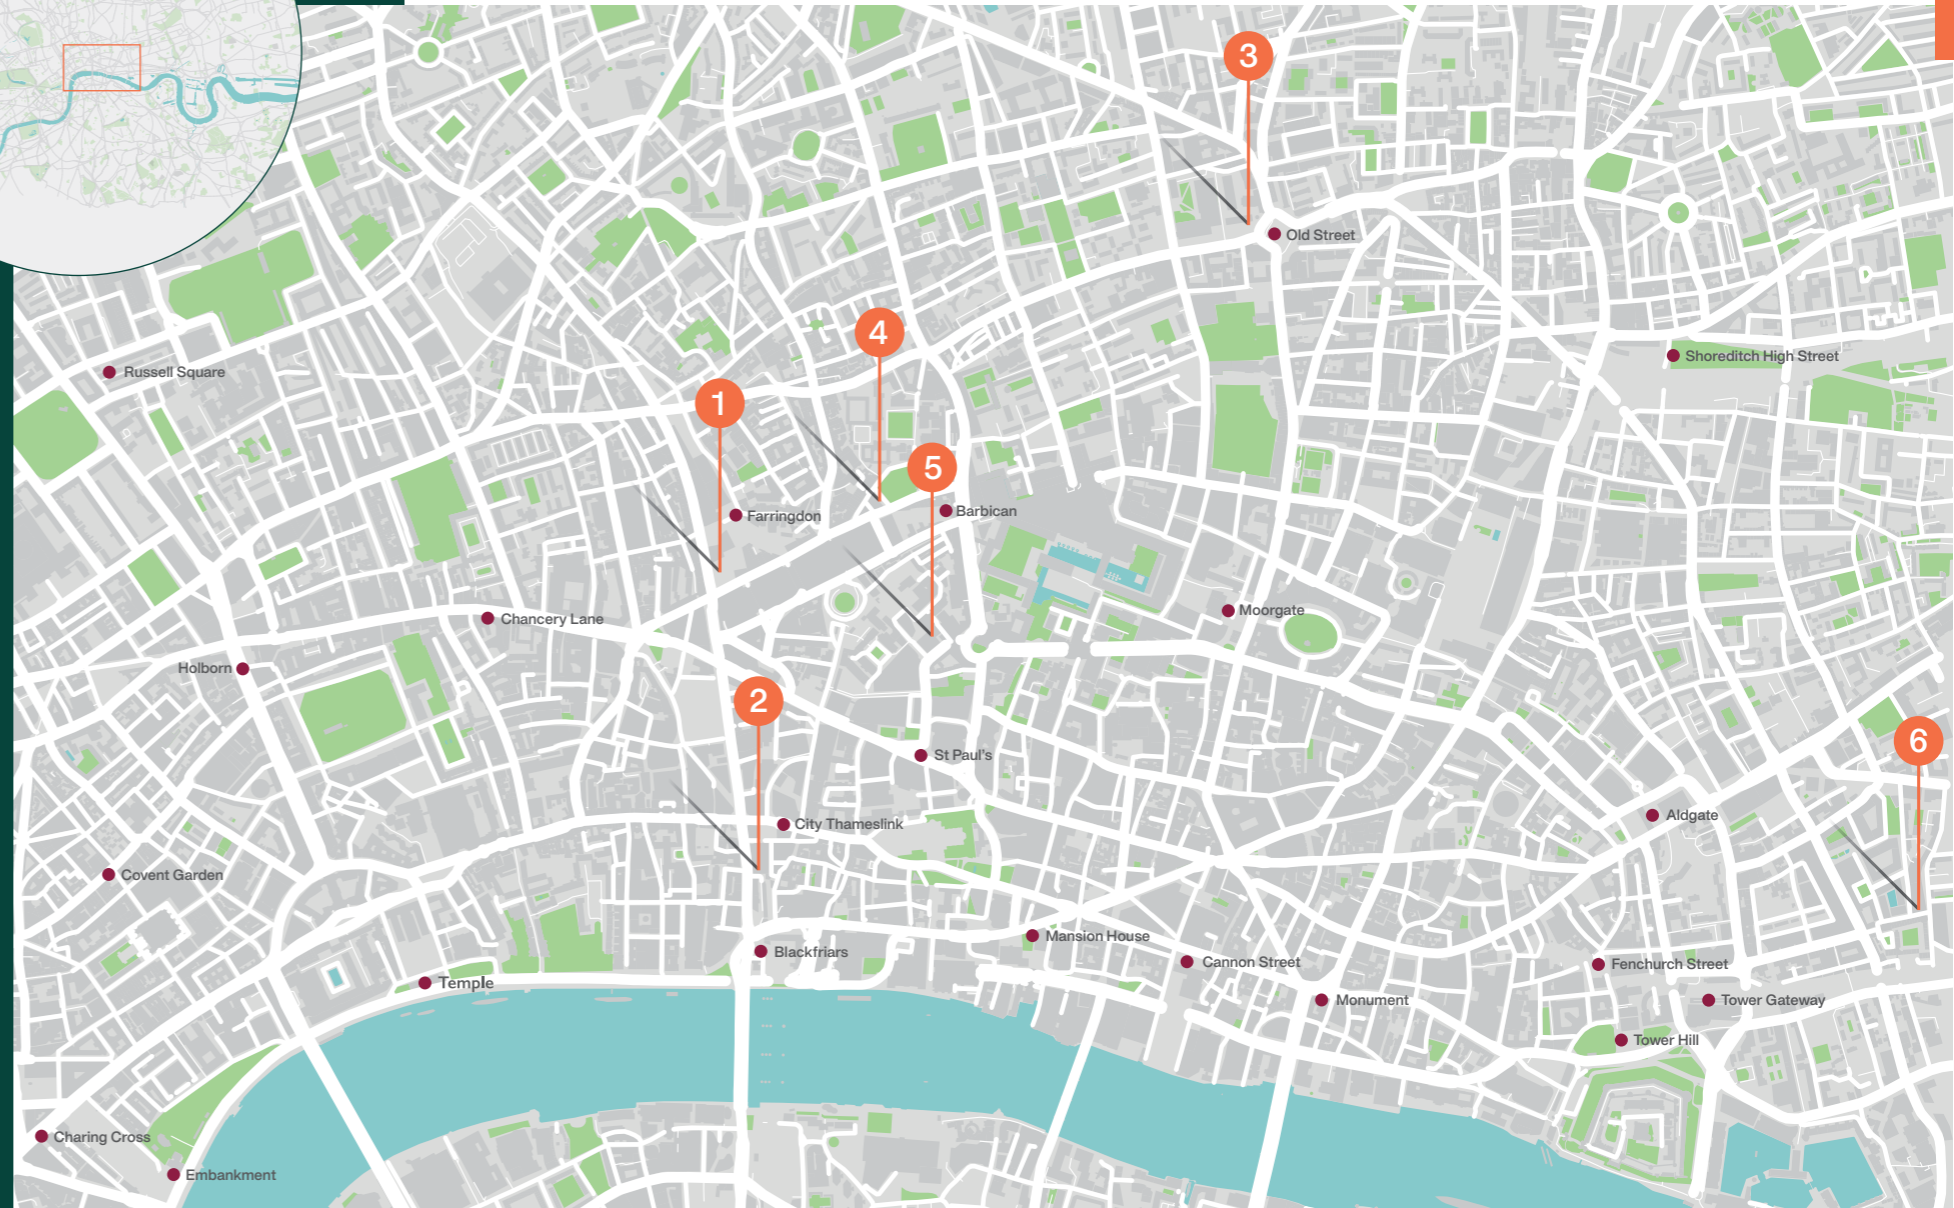 3
Old Street
4
Shoreditch High Street
Russell Square
1
5
Farringdon
Barbican
Moorgate
Chancery Lane
Holborn
2
6
St Paul's
Aldgate
City Thameslink
Covent Garden
Mansion House
Blackfriars
Cannon Street
Fenchurch Street
Temple
Monument
Tower Gateway
Tower Hill
Charing Cross
Embankment